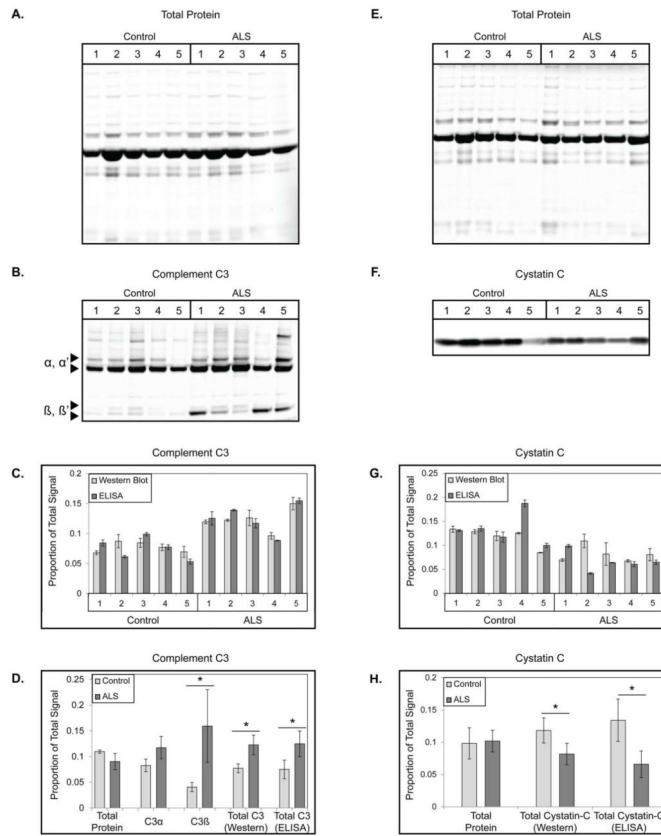 A.
Total Protein
Control ALS
1 2 3 4 5 1 2 3 4 5
B.
Complement C3
Control ALS
1 2 3 4 5 1 2 3 4 5
α, α'
ß, ß'
C.
Complement C3
Proportion of Total Signal
0.2
0.15
0.1
0.05
0
Western Blot
ELISA
1 2 3 4 5 1 2 3 4 5
Control ALS
D.
Complement C3
Proportion of Total Signal
0.25
0.2
0.15
0.1
0.05
0
Control
ALS
*
*
*
Total Protein C3α C3ß Total C3 (Western) Total C3 (ELISA)
E.
Total Protein
Control ALS
1 2 3 4 5 1 2 3 4 5
F.
Cystatin C
Control ALS
1 2 3 4 5 1 2 3 4 5
G.
Cystatin C
Proportion of Total Signal
0.25
0.2
0.15
0.1
0.05
0
Western Blot
ELISA
1 2 3 4 5 1 2 3 4 5
Control ALS
H.
Cystatin C
Proportion of Total Signal
0.2
0.15
0.1
0.05
0
Control
ALS
*
*
Total Protein Total Cystatin-C (Western) Total Cystatin-C (ELISA)